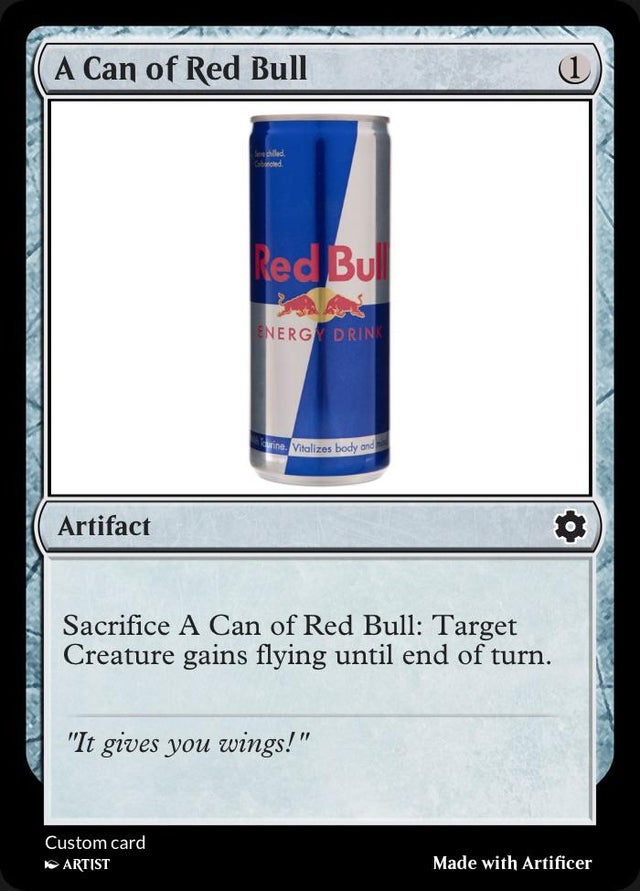 A Can of Red Bull
1
Serve chilled.
Carbonated.
Red Bull
ENERGY DRINK
Taurine. Vitalizes body and
Artifact
Sacrifice A Can of Red Bull: Target
Creature gains flying until end of turn.
"It gives you wings!"
Custom card
ARTIST
Made with Artificer